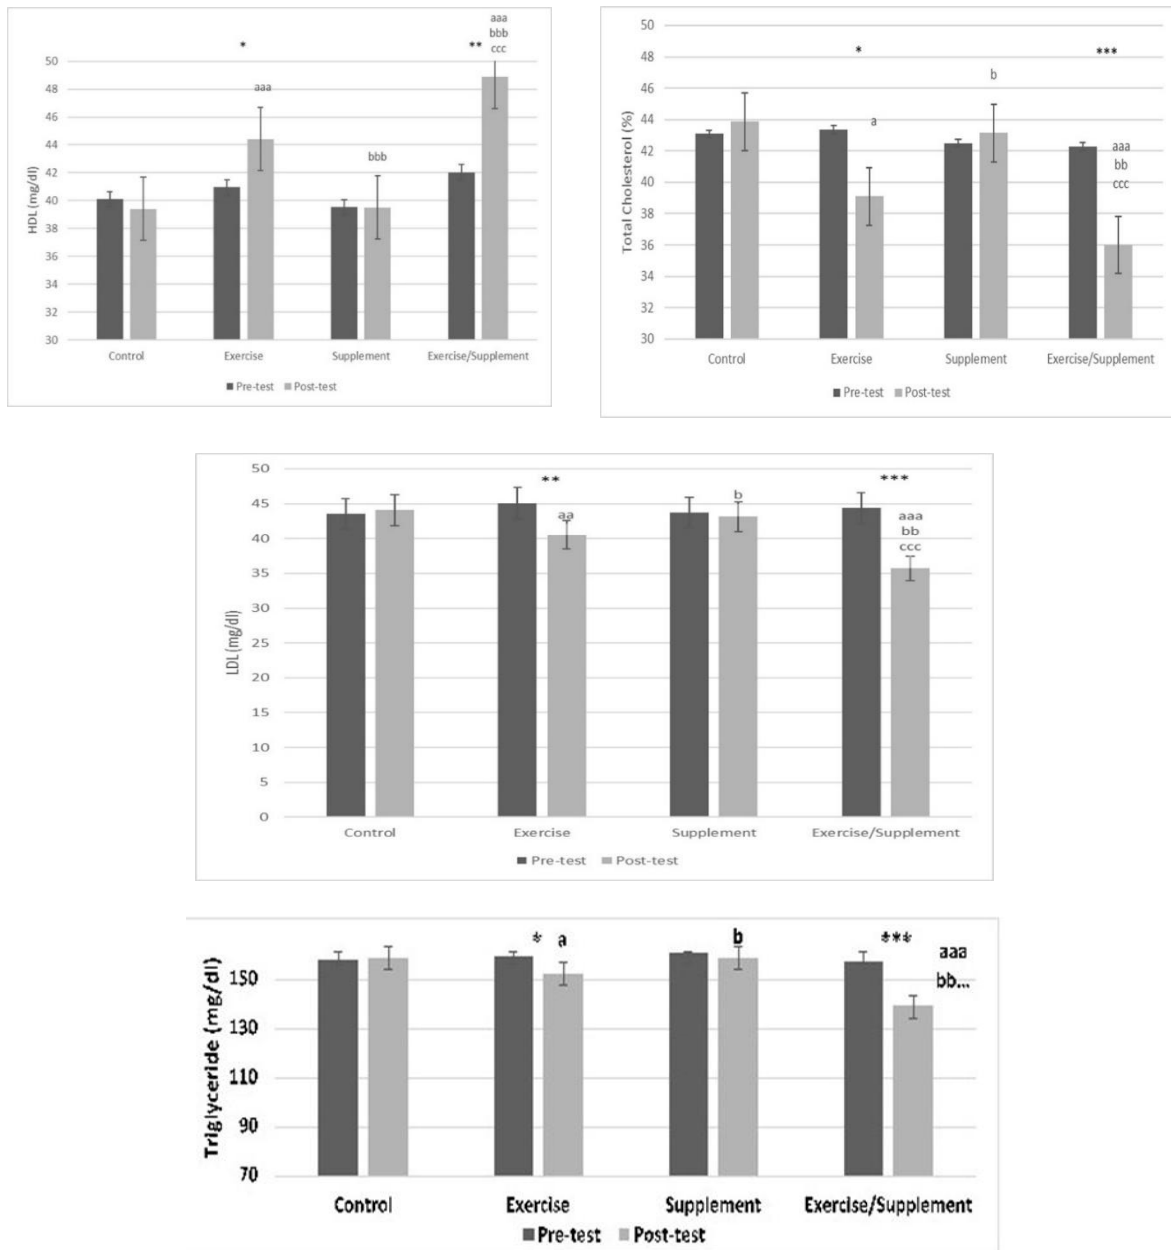 aaa
bbb
ccc
* **
50
48
aaa
46
44
bbb
42
40
38
36
34
32
30
HDL (mg/dl)
Control Exercise Supplement Exercise/Supplement
Pre-test Post-test
50
48
* ***
46
b
44
a
42
aaa
bb
ccc
40
38
36
34
32
30
Total Cholesterol (%)
Control Exercise Supplement Exercise/Supplement
Pre-test Post-test
50
** ***
45
b
aa
aaa
bb
ccc
40
35
30
25
20
15
10
5
0
LDL (mg/dl)
Control Exercise Supplement Exercise/Supplement
Pre-test Post-test
* a b ***
aaa
bb...
150
130
110
90
70
Triglyceride (mg/dl)
Control Exercise Supplement Exercise/Supplement
Pre-test Post-test